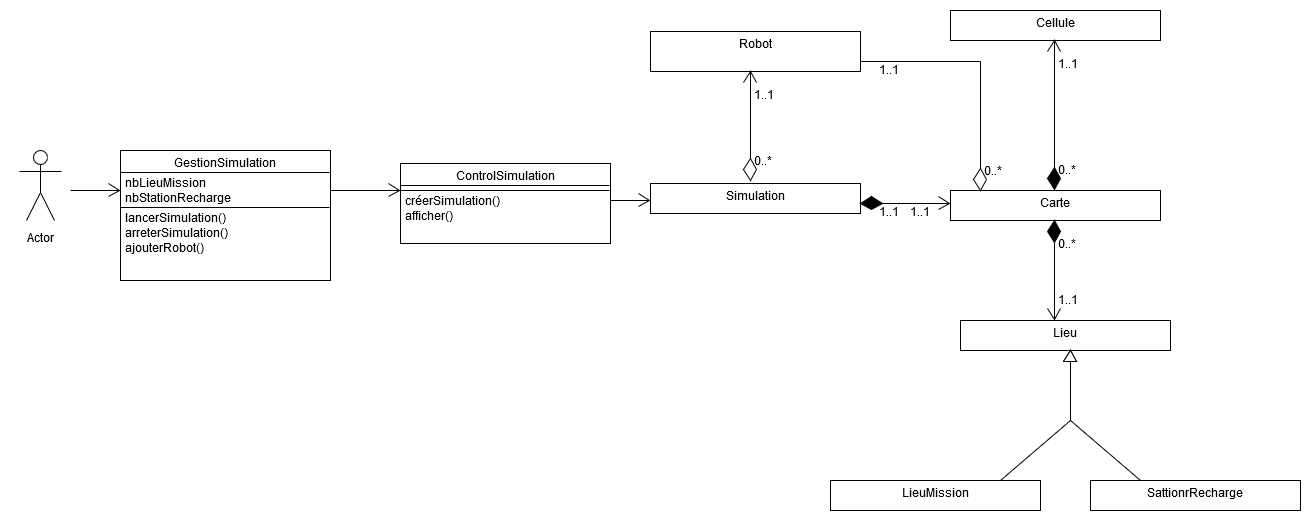 Cellule
Robot
1..1
1..1
1..1
GestionSimulation
nbLieuMission
nbStationRecharge
lancerSimulation()
arreterSimulation()
ajouterRobot()
Actor
ControlSimulation
créerSimulation()
afficher()
0..*
Simulation
1..1
1..1
0..*
0..*
Carte
0..*
1..1
Lieu
LieuMission
SattionrRecharge